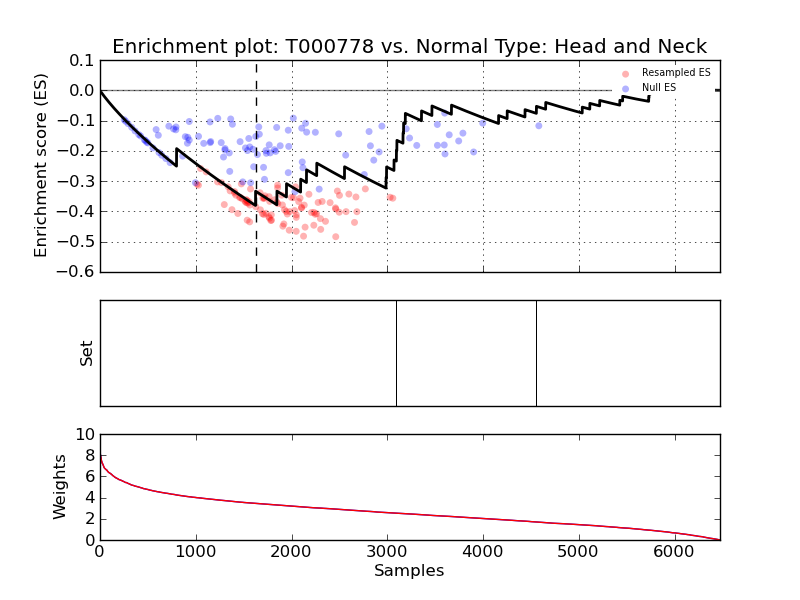 Enrichment plot: T000778 vs. Normal Type: Head and Neck
Enrichment score (ES)
0.1
0.0
−0.1
−0.2
−0.3
−0.4
−0.5
−0.6
Resampled ES
Null ES
Set
Weights
10
8
6
4
2
0
0 1000 2000 3000 4000 5000 6000
Samples